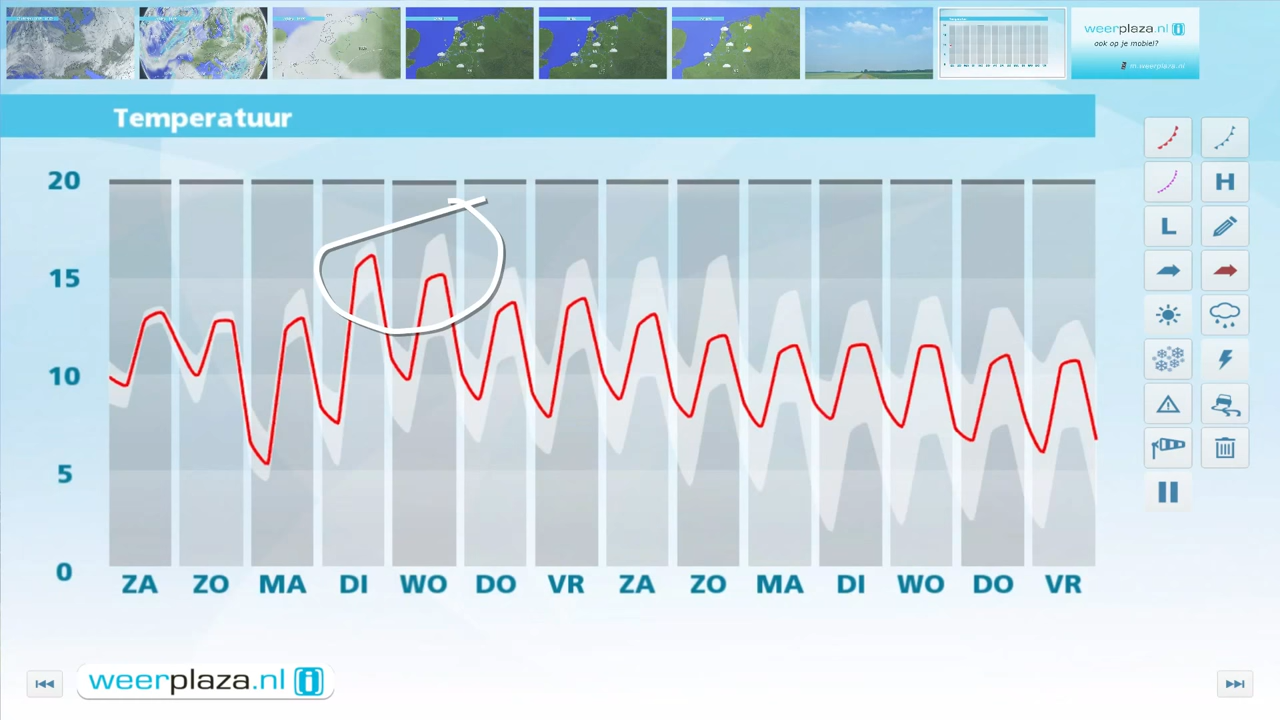 weerplaza.nl
ook op je mobiel?
m.weerplaza.nl
Temperatuur
20
15
10
5
0
ZA ZO MA DI WO DO VR ZA ZO MA DI WO DO VR
H
L
weerplaza.nl